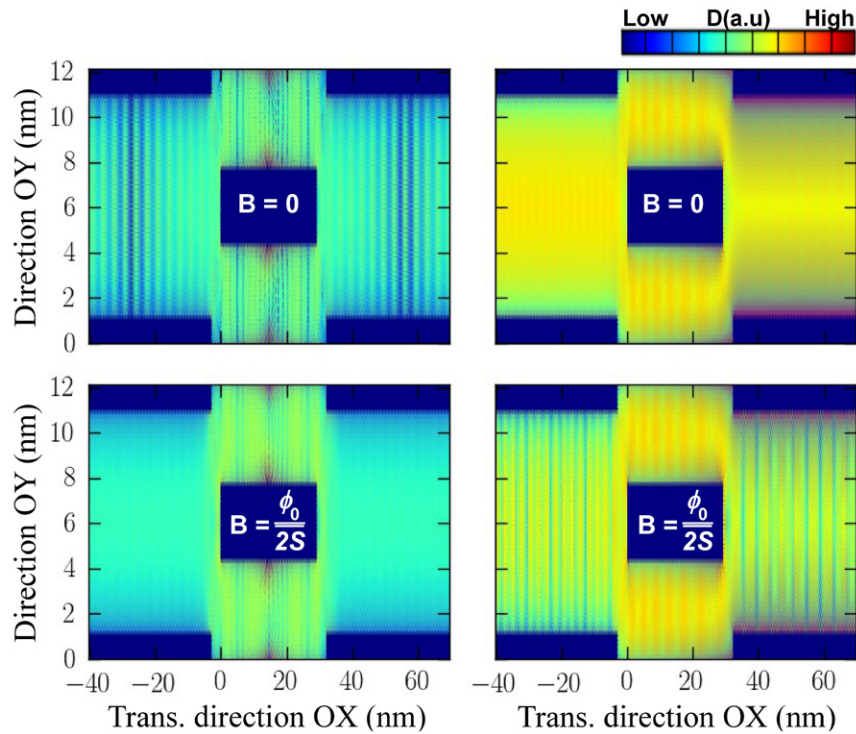 Low D(a.u) High
12
10
8
6
4
2
0
Direction OY (nm)
B = 0
B = 0
12
10
8
6
4
2
0
Direction OY (nm)
B = ϕ₀/2S
B = ϕ₀/2S
−40 −20 0 20 40 60
−40 −20 0 20 40 60
Trans. direction OX (nm)
Trans. direction OX (nm)